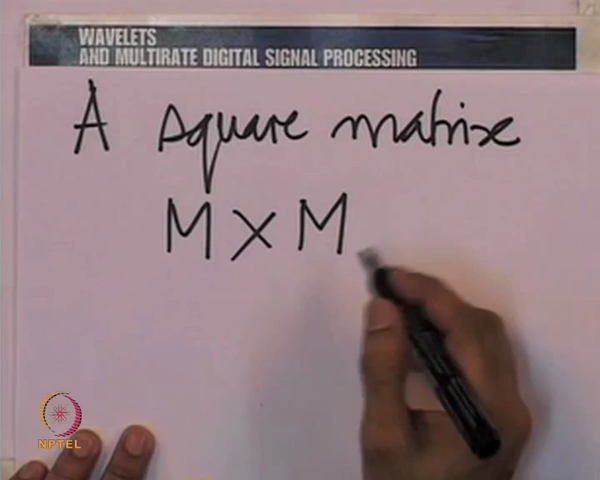 WAVELETS
AND MULTIRATE DIGITAL SIGNAL PROCESSING
A square matrix
M × M
NPTEL